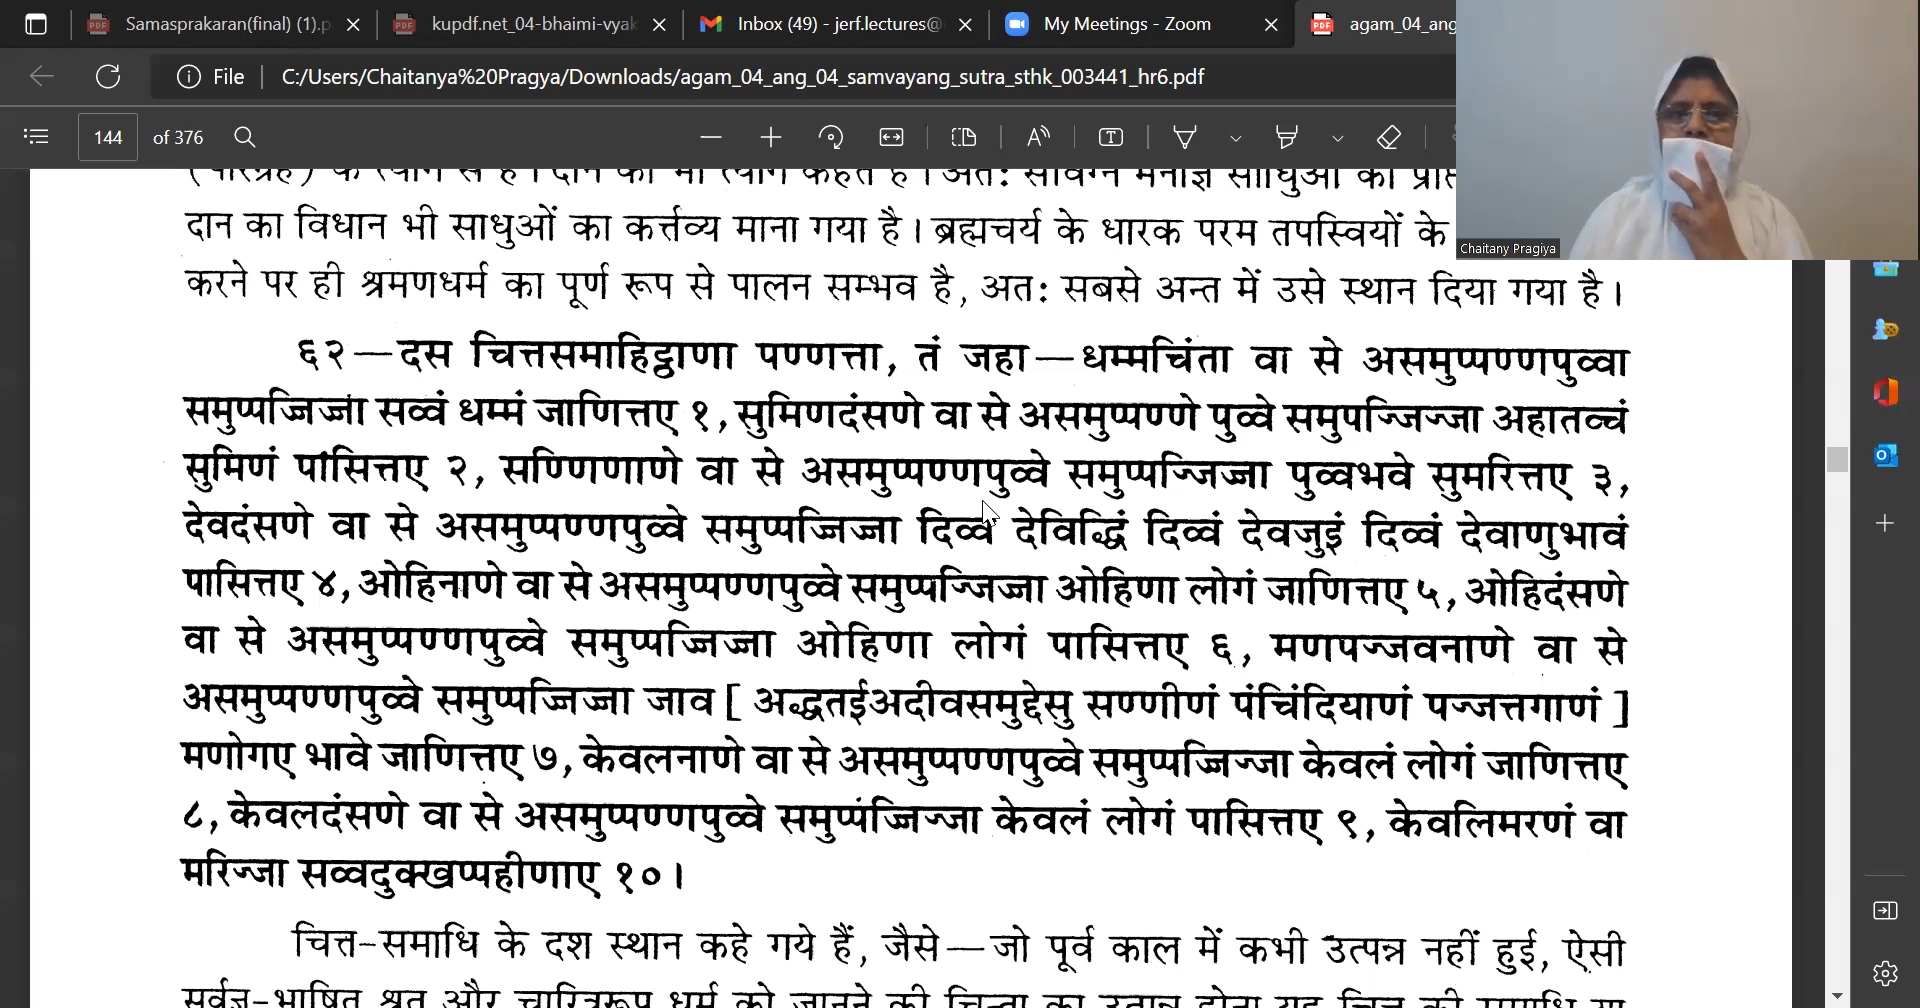 Samasprakaran(final) (1).p
kupdf.net_04-bhaimi-vyak
Inbox (49) - jerf.lectures@
My Meetings - Zoom
agam_04_ang
File
C:/Users/Chaitanya%20Pragya/Downloads/agam_04_ang_04_samvayang_sutra_sthk_003441_hr6.pdf
144 of 376
Chaitany Pragiya
दान का विधान भी साधुओं का कर्त्तव्य माना गया है। ब्रह्मचर्य के धारक परम तपस्वियों के
करने पर ही श्रमणधर्म का पूर्ण रूप से पालन सम्भव है, अतः सबसे अन्त में उसे स्थान दिया गया है।
६२—दस चित्तसमाहिट्ठाणा पण्णत्ता, तं जहा—धम्मचिंता वा से असमुप्पण्णपुव्वा
समुप्पज्जिज्जा सव्वं धम्मं जाणित्तए १, सुमिणदंसणे वा से असमुप्पण्णे पुव्वे समुपज्जिज्जा अहातच्चं
सुमिणं पासित्तए २, सण्णिणाणे वा से असमुप्पण्णपुव्वे समुप्पज्जिज्जा पुव्वभवे सुमरित्तए ३,
देवदंसणे वा से असमुप्पण्णपुव्वे समुप्पज्जिज्जा दिव्वं देविद्धिं दिव्वं देवजुइं दिव्वं देवाणुभावं
पासित्तए ४, ओहिनाणे वा से असमुप्पण्णपुव्वे समुप्पज्जिज्जा ओहिणा लोगं जाणित्तए ५, ओहिदंसणे
वा से असमुप्पण्णपुव्वे समुप्पज्जिज्जा ओहिणा लोगं पासित्तए ६, मणपज्जवनाणे वा से
असमुप्पण्णपुव्वे समुप्पज्जिज्जा जाव [ अद्धतईअदीवसमुद्देसु सण्णीणं पंचिंदियाणं पज्जत्तगाणं ]
मणोगए भावे जाणित्तए ७, केवलनाणे वा से असमुप्पण्णपुव्वे समुप्पज्जिज्जा केवलं लोगं जाणित्तए
८, केवलदंसणे वा से असमुप्पण्णपुव्वे समुप्पंज्जिज्जा केवलं लोगं पासित्तए ९, केवलिमरणं वा
मरिज्जा सव्वदुक्खप्पहीणाए १०।
चित्त-समाधि के दश स्थान कहे गये हैं, जैसे—जो पूर्व काल में कभी उत्पन्न नहीं हुई, ऐसी